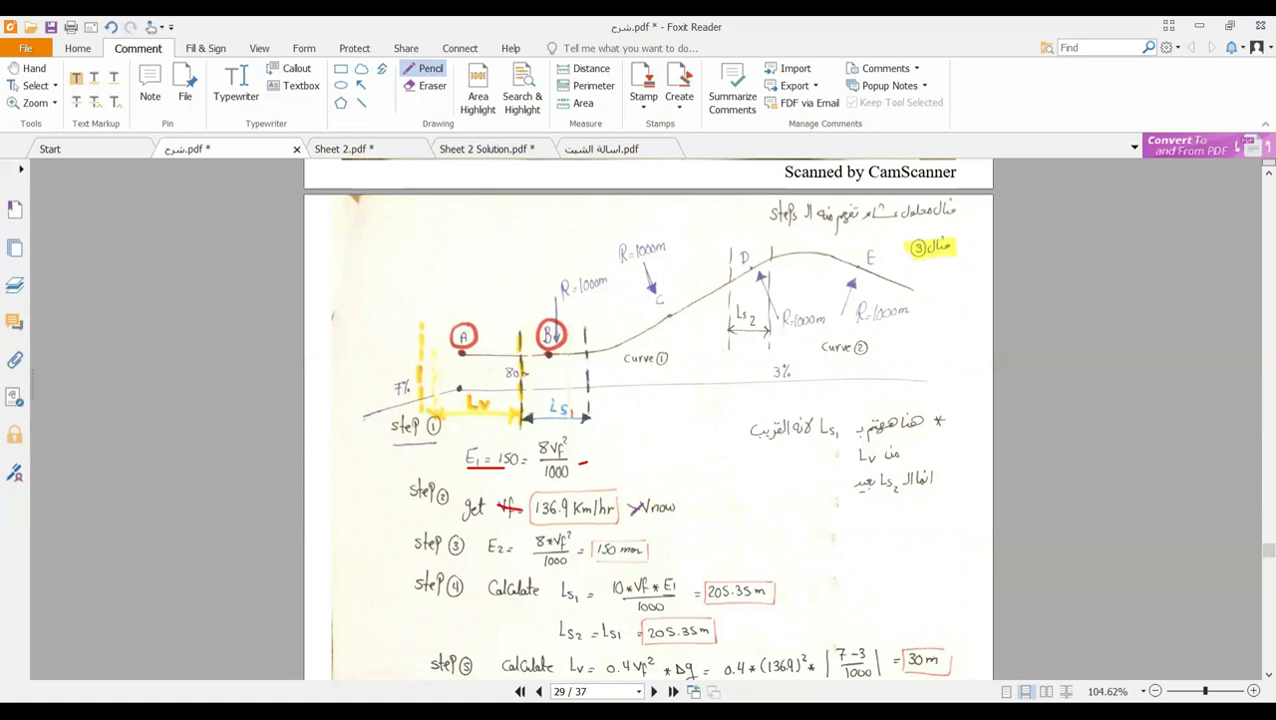 شرح.pdf * - Foxit Reader
File Home Comment Fill & Sign View Form Protect Share Connect Help Tell me what you want to do... Find
Hand Select Zoom Tools
Text Markup
Note File Pin
Typewriter Callout Textbox Typewriter
Pencil Eraser Drawing
Area Highlight Search & Highlight
Distance Perimeter Area Measure
Stamp Create Stamps
Summarize Comments Import Export FDF via Email Comments Popup Notes Keep Tool Selected Manage Comments
Start شرح.pdf * Sheet 2.pdf * Sheet 2 Solution.pdf * اسالة الشيت.pdf Convert To and From PDF
Scanned by CamScanner
مثال محلول عشان تفهم منه ال steps
مثال ③
R=1000m
R=1000m
A B C D E
R=1000m R=1000m
Ls2
Curve ① Curve ②
80m
7% 3%
Lv Ls1
* هنا ههتم بـ Ls1 لانه القريب
من Lv
انما ال Ls2 بعيد
step ①
E1 = 150 = 8Vf² / 1000
step ②
get Vf = 136.9 Km/hr Vnow
step ③ E2 = 8*Vf² / 1000 = 150 mm
step ④ Calculate Ls1 = 10*Vf*E1 / 1000 = 205.35m
Ls2 = Ls1 = 205.35m
step ⑤ Calculate Lv = 0.4Vf² * Δg = 0.4*(136.9)² * |7-3 / 1000| = 30m
29 / 37 104.62%